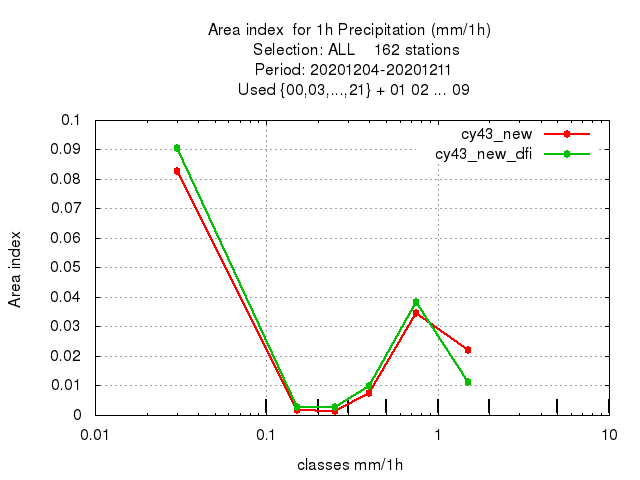 Area index  for 1h Precipitation (mm/1h)
Selection: ALL    162 stations
Period: 20201204-20201211
Used {00,03,...,21} + 01 02 ... 09
cy43_new
cy43_new_dfi
0.1
0.09
0.08
0.07
0.06
0.05
0.04
0.03
0.02
0.01
0
Area index
0.01 0.1 1 10
classes mm/1h